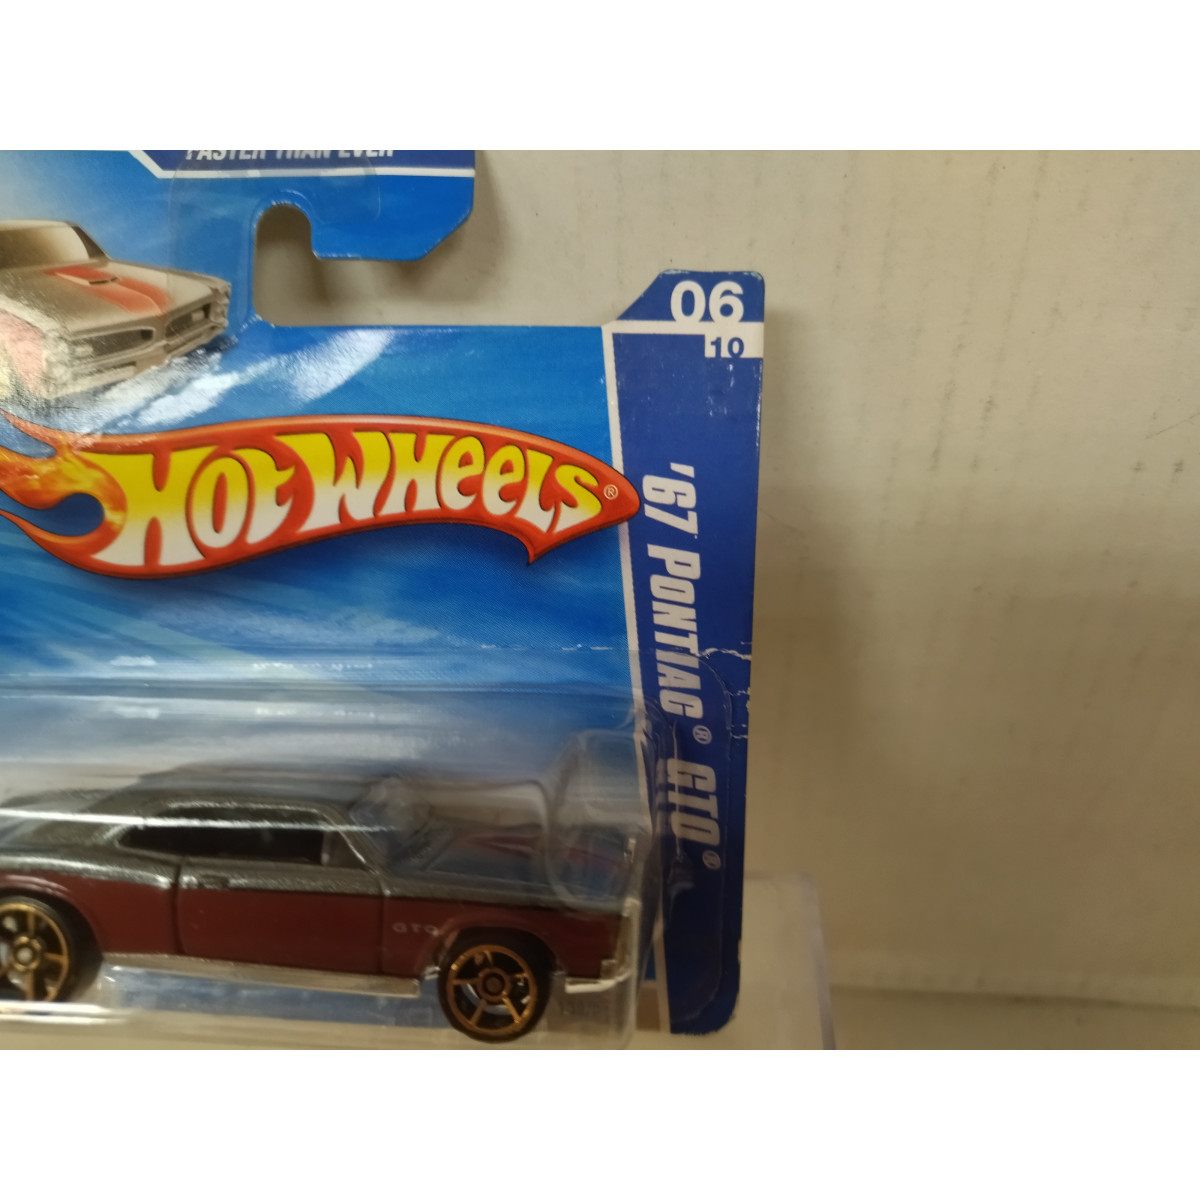 FASTER THAN EVER
06
10
HOT WHEELS®
'67 PONTIAC® GTO®
GTO